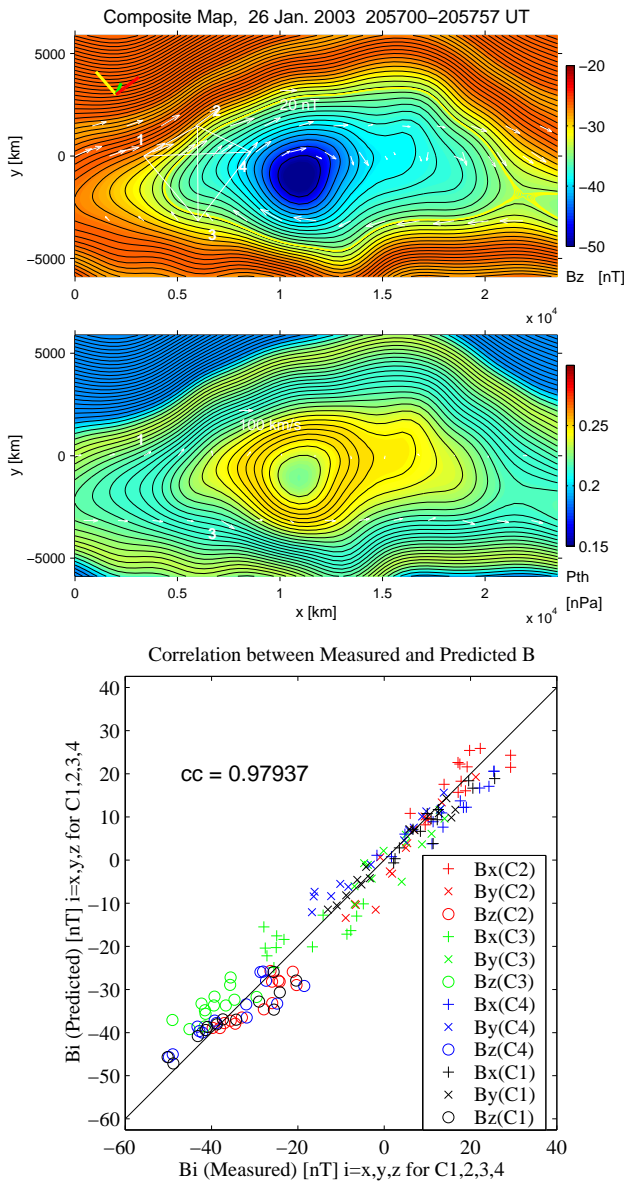 Composite Map, 26 Jan. 2003 205700−205757 UT
5000
0
−5000
y [km]
1
2
3
4
20 nT
0
0.5
1
1.5
2
x 10^4
−20
−30
−40
−50
Bz [nT]
5000
0
−5000
y [km]
1
3
100 km/s
0
0.5
1
1.5
2
x [km]
x 10^4
0.25
0.2
0.15
Pth
[nPa]
Correlation between Measured and Predicted B
cc = 0.97937
40
30
20
10
0
−10
−20
−30
−40
−50
−60
Bi (Predicted) [nT] i=x,y,z for C1,2,3,4
−60
−40
−20
0
20
40
Bi (Measured) [nT] i=x,y,z for C1,2,3,4
Bx(C2)
By(C2)
Bz(C2)
Bx(C3)
By(C3)
Bz(C3)
Bx(C4)
By(C4)
Bz(C4)
Bx(C1)
By(C1)
Bz(C1)